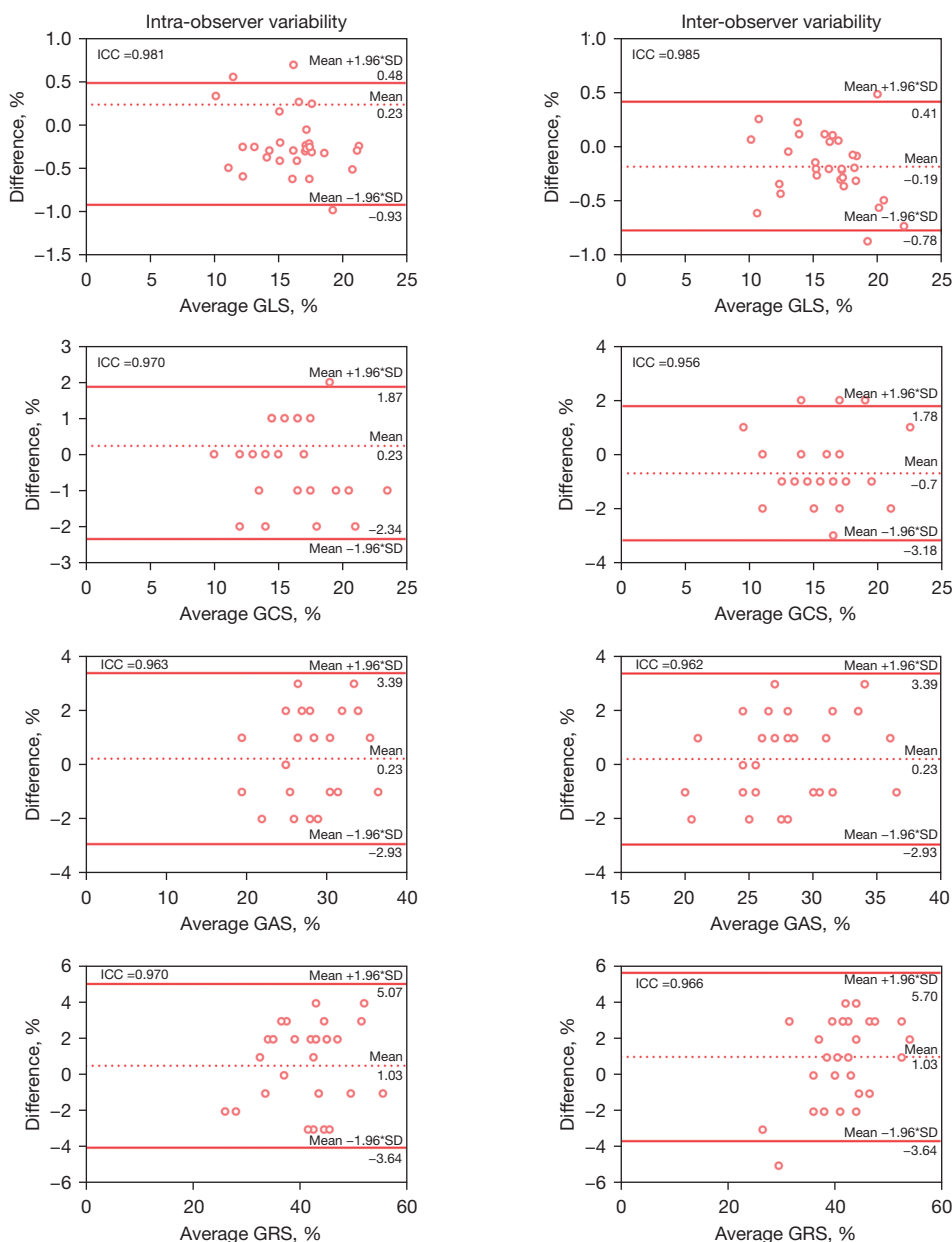 Intra-observer variability
1.0
0.5
0.0
−0.5
−1.0
−1.5
Difference, %
ICC =0.981
Mean +1.96*SD
0.48
Mean
0.23
Mean −1.96*SD
−0.93
0 5 10 15 20 25
Average GLS, %
Inter-observer variability
1.0
0.5
0.0
−0.5
−1.0
Difference, %
ICC =0.985
Mean +1.96*SD
0.41
Mean
−0.19
Mean −1.96*SD
−0.78
0 5 10 15 20 25
Average GLS, %
3
2
1
0
−1
−2
−3
Difference, %
ICC =0.970
Mean +1.96*SD
1.87
Mean
0.23
−2.34
Mean −1.96*SD
0 5 10 15 20 25
Average GCS, %
4
2
0
−2
−4
Difference, %
ICC =0.956
Mean +1.96*SD
1.78
Mean
−0.7
Mean −1.96*SD
−3.18
0 5 10 15 20 25
Average GCS, %
4
2
0
−2
−4
Difference, %
ICC =0.963
Mean +1.96*SD
3.39
Mean
0.23
Mean −1.96*SD
−2.93
0 10 20 30 40
Average GAS, %
4
2
0
−2
−4
Difference, %
ICC =0.962
Mean +1.96*SD
3.39
Mean
0.23
Mean −1.96*SD
−2.93
15 20 25 30 35 40
Average GAS, %
6
4
2
0
−2
−4
−6
Difference, %
ICC =0.970
Mean +1.96*SD
5.07
Mean
1.03
Mean −1.96*SD
−3.64
0 20 40 60
Average GRS, %
6
4
2
0
−2
−4
−6
Difference, %
ICC =0.966
Mean +1.96*SD
5.70
Mean
1.03
Mean −1.96*SD
−3.64
0 20 40 60
Average GRS, %